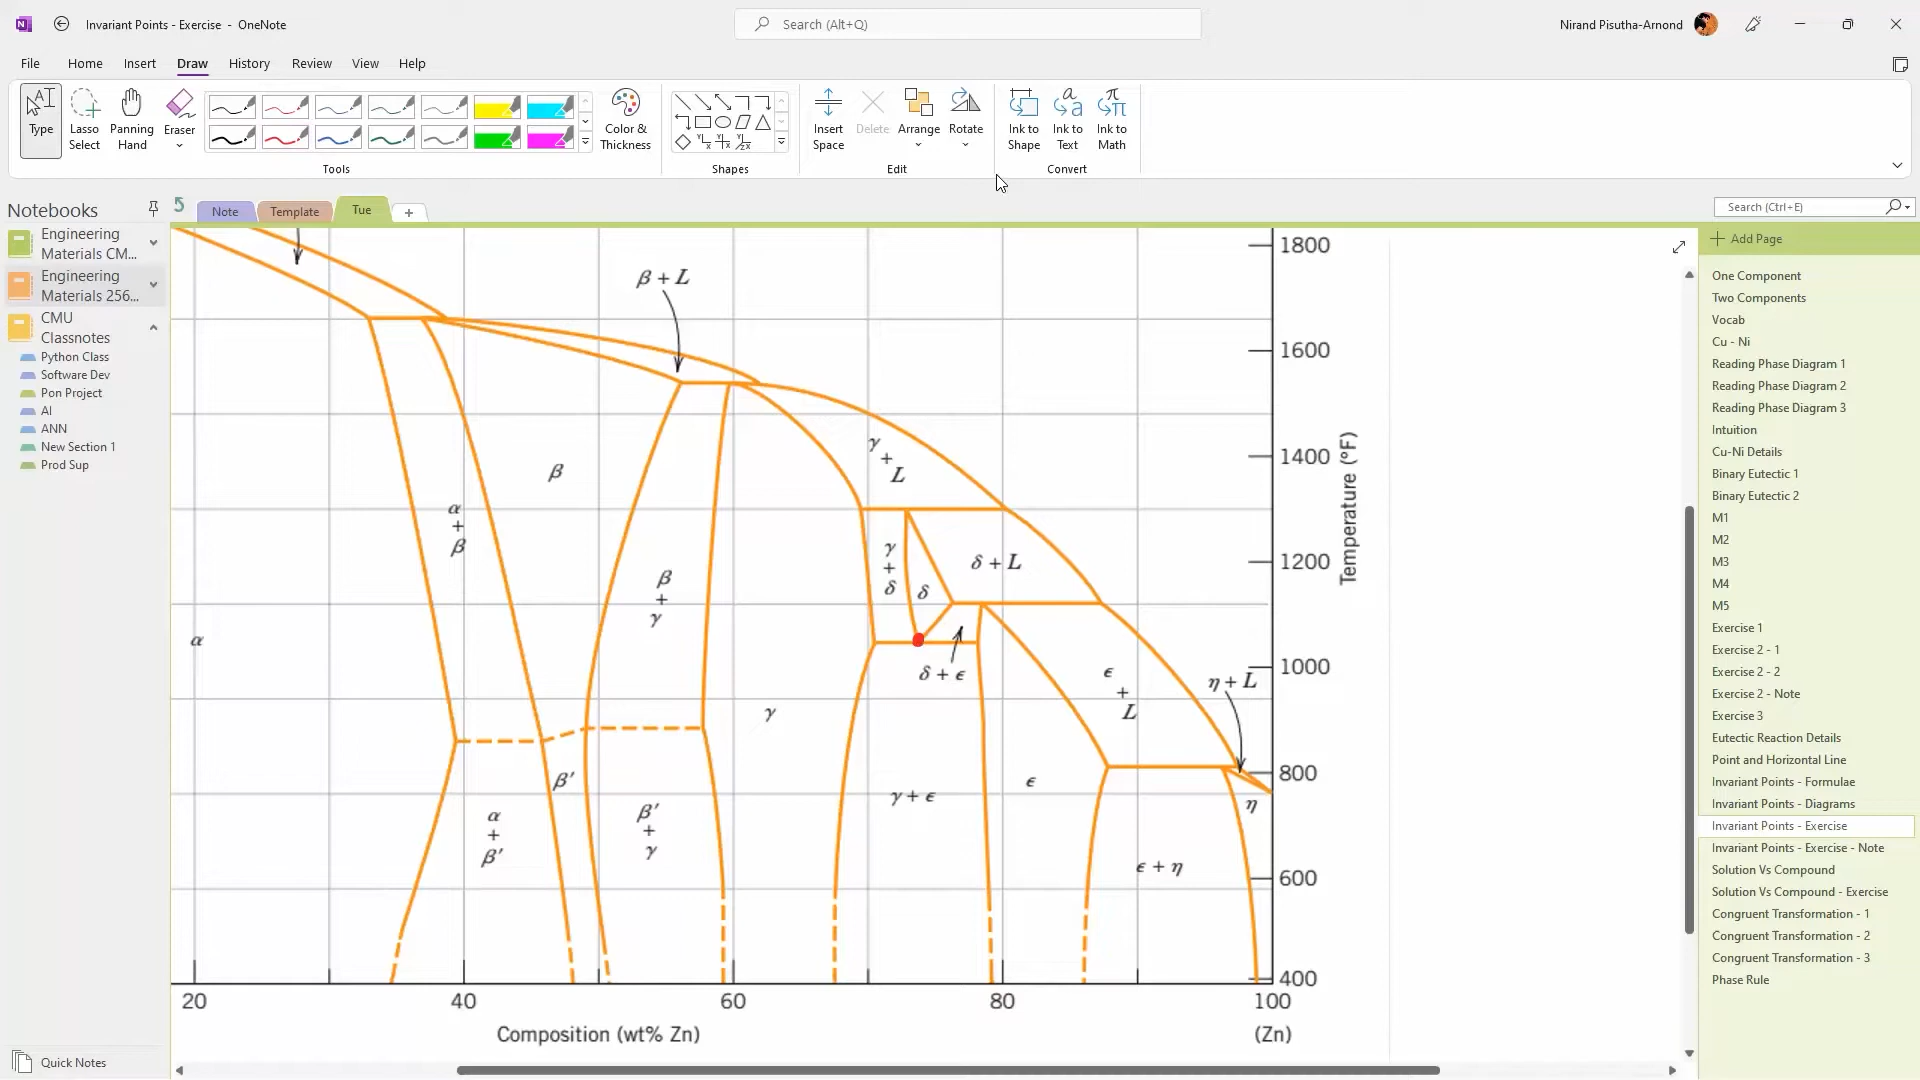 Invariant Points - Exercise - OneNote
Search (Alt+Q)
Nirand Pisutha-Arnond
File Home Insert Draw History Review View Help
Type
Lasso Select
Panning Hand
Eraser
Color & Thickness
Insert Space
Delete
Arrange
Rotate
Ink to Shape
Ink to Text
Ink to Math
Tools Shapes Edit Convert
Notebooks
Note Template Tue
Search (Ctrl+E)
Engineering
Materials CM...
Engineering
Materials 256...
CMU
Classnotes
Python Class
Software Dev
Pon Project
AI
ANN
New Section 1
Prod Sup
Quick Notes
β + L
γ
+
L
β
α
+
β
γ
+
δ
δ
δ + L
β
+
γ
α
δ + ϵ
ϵ
+
L
η + L
γ
β′
γ + ϵ
ϵ
η
α
+
β′
β′
+
γ
ϵ + η
1800
1600
1400
1200
1000
800
600
400
Temperature (°F)
20 40 60 80 100
Composition (wt% Zn)
(Zn)
Add Page
One Component
Two Components
Vocab
Cu - Ni
Reading Phase Diagram 1
Reading Phase Diagram 2
Reading Phase Diagram 3
Intuition
Cu-Ni Details
Binary Eutectic 1
Binary Eutectic 2
M1
M2
M3
M4
M5
Exercise 1
Exercise 2 - 1
Exercise 2 - 2
Exercise 2 - Note
Exercise 3
Eutectic Reaction Details
Point and Horizontal Line
Invariant Points - Formulae
Invariant Points - Diagrams
Invariant Points - Exercise
Invariant Points - Exercise - Note
Solution Vs Compound
Solution Vs Compound - Exercise
Congruent Transformation - 1
Congruent Transformation - 2
Congruent Transformation - 3
Phase Rule